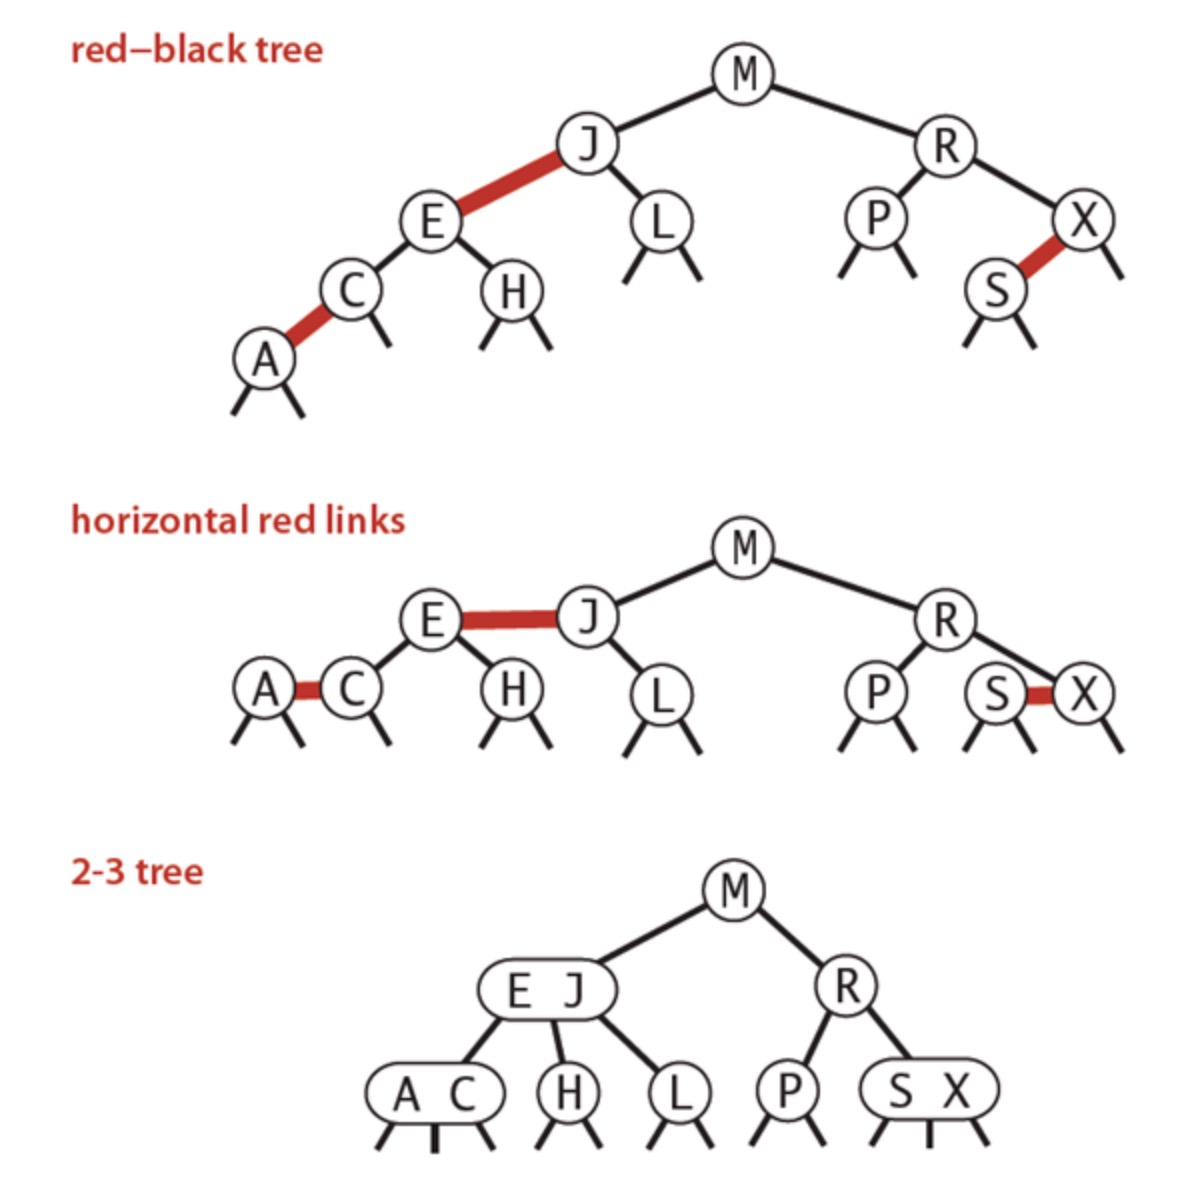 red–black tree
M
J R
E L P X
C H S
A
horizontal red links
M
E J R
A C H L P S X
2-3 tree
M
E J R
A C H L P S X